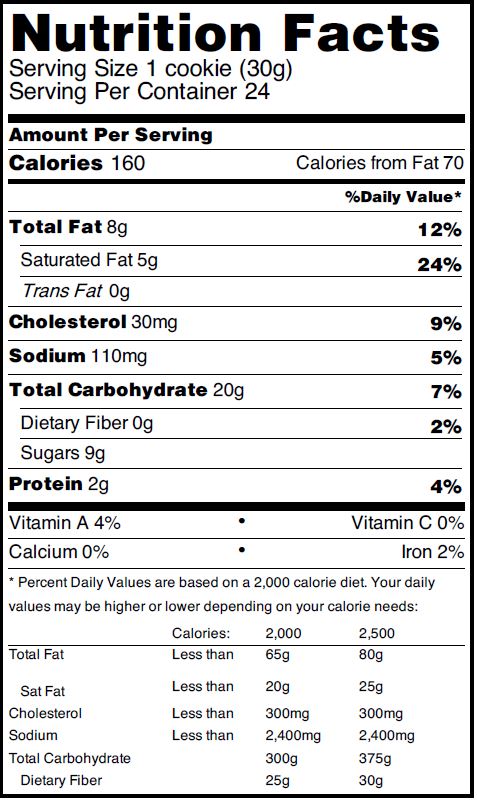 Nutrition Facts
Serving Size 1 cookie (30g)
Serving Per Container 24
Amount Per Serving
Calories 160 Calories from Fat 70
%Daily Value*
Total Fat 8g 12%
Saturated Fat 5g 24%
Trans Fat 0g
Cholesterol 30mg 9%
Sodium 110mg 5%
Total Carbohydrate 20g 7%
Dietary Fiber 0g 2%
Sugars 9g
Protein 2g 4%
Vitamin A 4% • Vitamin C 0%
Calcium 0% • Iron 2%
* Percent Daily Values are based on a 2,000 calorie diet. Your daily
values may be higher or lower depending on your calorie needs:
Calories: 2,000 2,500
Total Fat Less than 65g 80g
Sat Fat Less than 20g 25g
Cholesterol Less than 300mg 300mg
Sodium Less than 2,400mg 2,400mg
Total Carbohydrate 300g 375g
Dietary Fiber 25g 30g